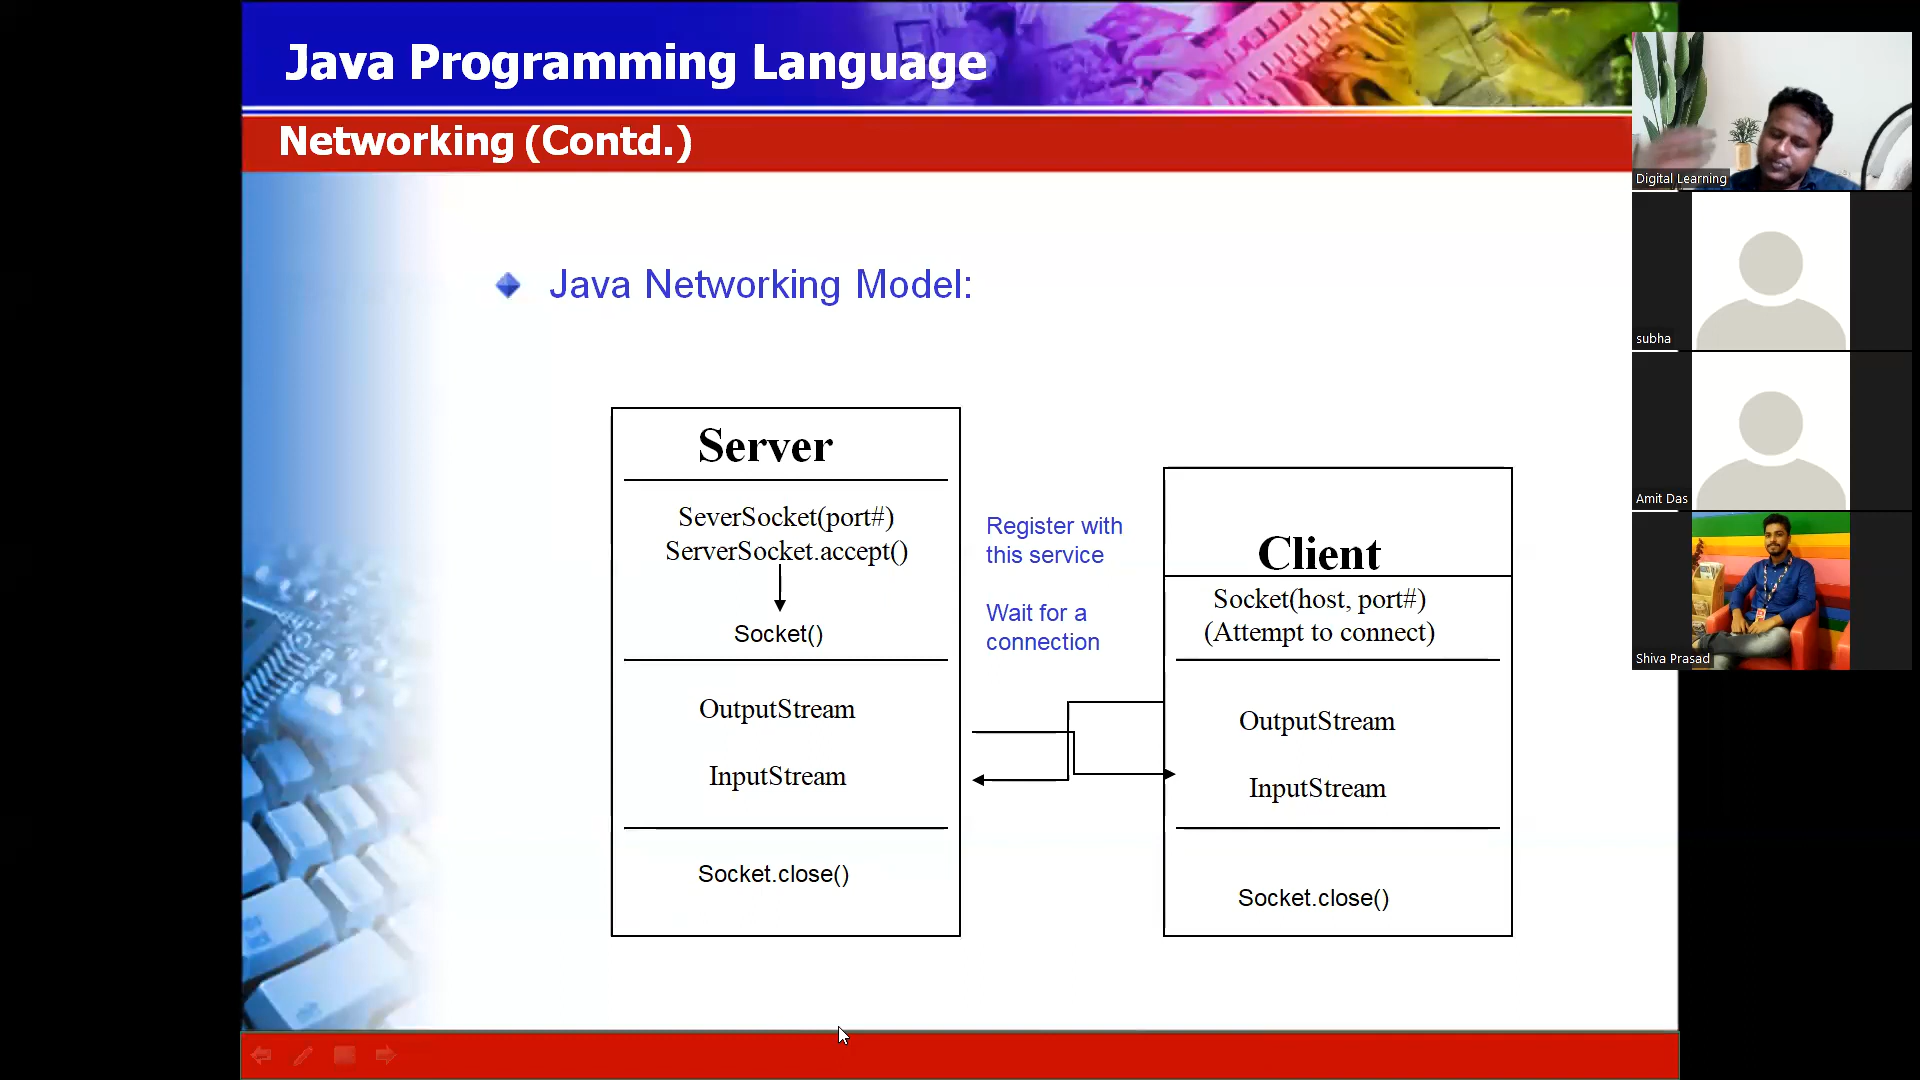 Java Programming Language
Networking (Contd.)
Java Networking Model:
Server
SeverSocket(port#)
ServerSocket.accept()
Socket()
OutputStream
InputStream
Socket.close()
Register with
this service
Wait for a
connection
Client
Socket(host, port#)
(Attempt to connect)
OutputStream
InputStream
Socket.close()
Digital Learning
subha
Amit Das
Shiva Prasad